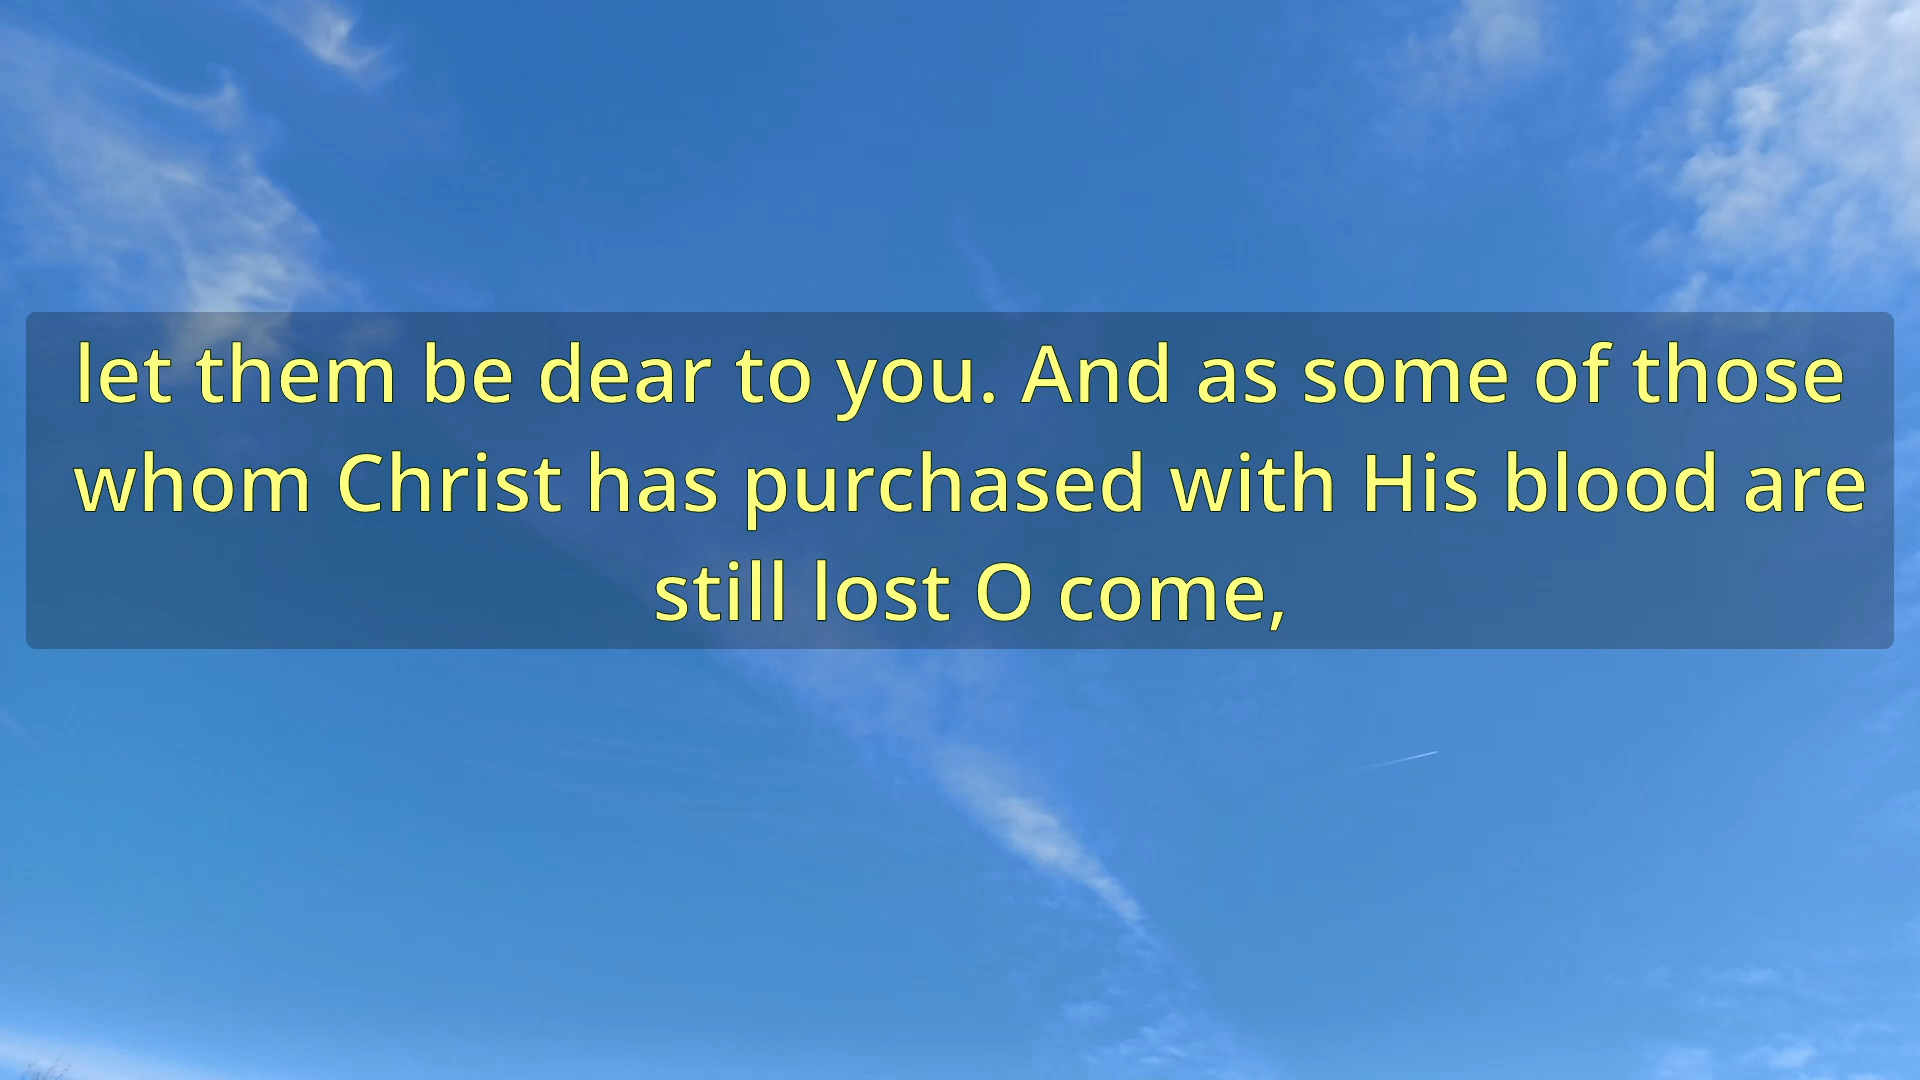 let them be dear to you. And as some of those
whom Christ has purchased with His blood are
still lost O come,